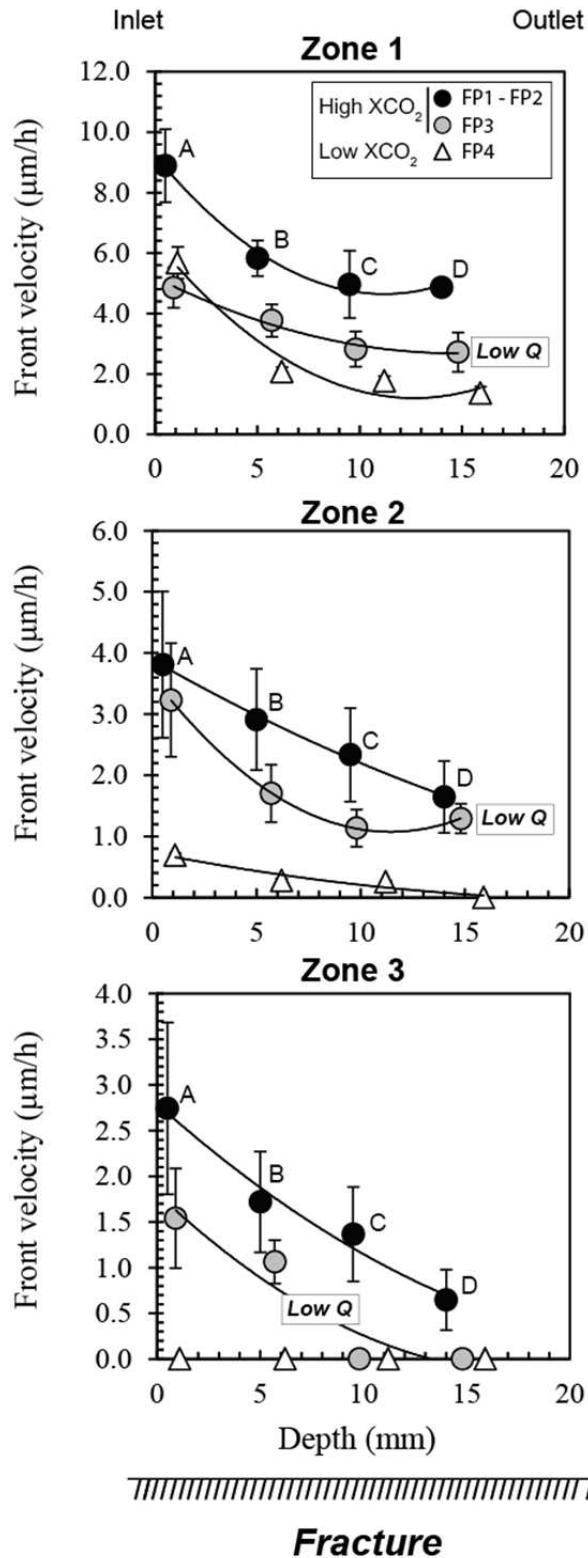 Inlet Outlet
Zone 1
Front velocity (μm/h)
12.0
10.0
8.0
6.0
4.0
2.0
0.0
High XCO2 FP1 - FP2
FP3
Low XCO2 FP4
A
B
C
D
Low Q
0 5 10 15 20
Zone 2
Front velocity (μm/h)
6.0
5.0
4.0
3.0
2.0
1.0
0.0
A
B
C
D
Low Q
0 5 10 15 20
Zone 3
Front velocity (μm/h)
4.0
3.5
3.0
2.5
2.0
1.5
1.0
0.5
0.0
A
B
C
D
Low Q
0 5 10 15 20
Depth (mm)
Fracture